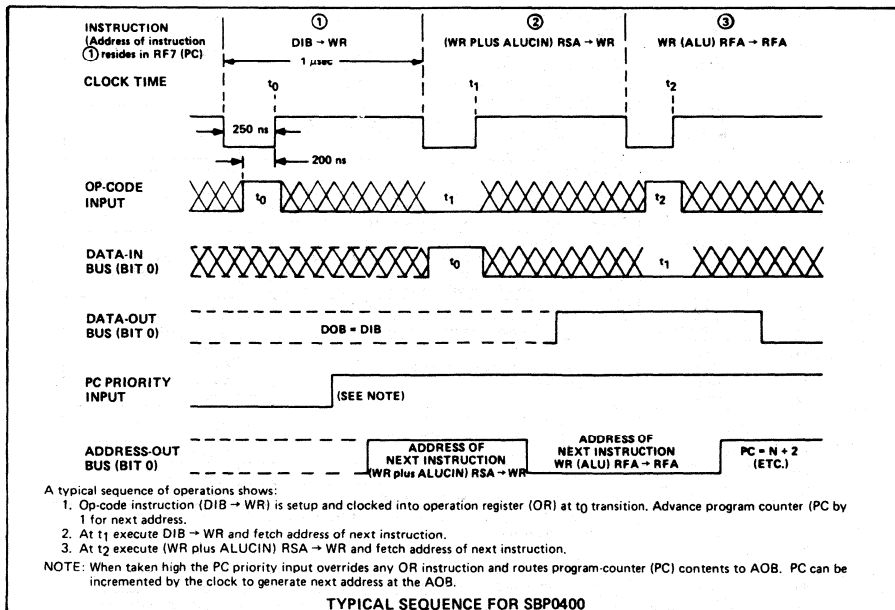 INSTRUCTION
(Address of instruction
① resides in RF7 (PC)
①
DIB → WR
②
(WR PLUS ALUCIN) RSA → WR
③
WR (ALU) RFA → RFA
1 μsec
CLOCK TIME
t0
t1
t2
250 ns
200 ns
OP-CODE
INPUT
t0
t1
t2
DATA-IN
BUS (BIT 0)
t0
t1
DATA-OUT
BUS (BIT 0)
DOB = DIB
PC PRIORITY
INPUT
(SEE NOTE)
ADDRESS-OUT
BUS (BIT 0)
ADDRESS OF
NEXT INSTRUCTION
(WR plus ALUCIN) RSA → WR
ADDRESS OF
NEXT INSTRUCTION
WR (ALU) RFA → RFA
PC = N + 2
(ETC.)
A typical sequence of operations shows:
1. Op-code instruction (DIB → WR) is setup and clocked into operation register (OR) at t0 transition. Advance program counter (PC by
1 for next address.
2. At t1 execute DIB → WR and fetch address of next instruction.
3. At t2 execute (WR plus ALUCIN) RSA → WR and fetch address of next instruction.
NOTE: When taken high the PC priority input overrides any OR instruction and routes program-counter (PC) contents to AOB. PC can be
incremented by the clock to generate next address at the AOB.
TYPICAL SEQUENCE FOR SBP0400